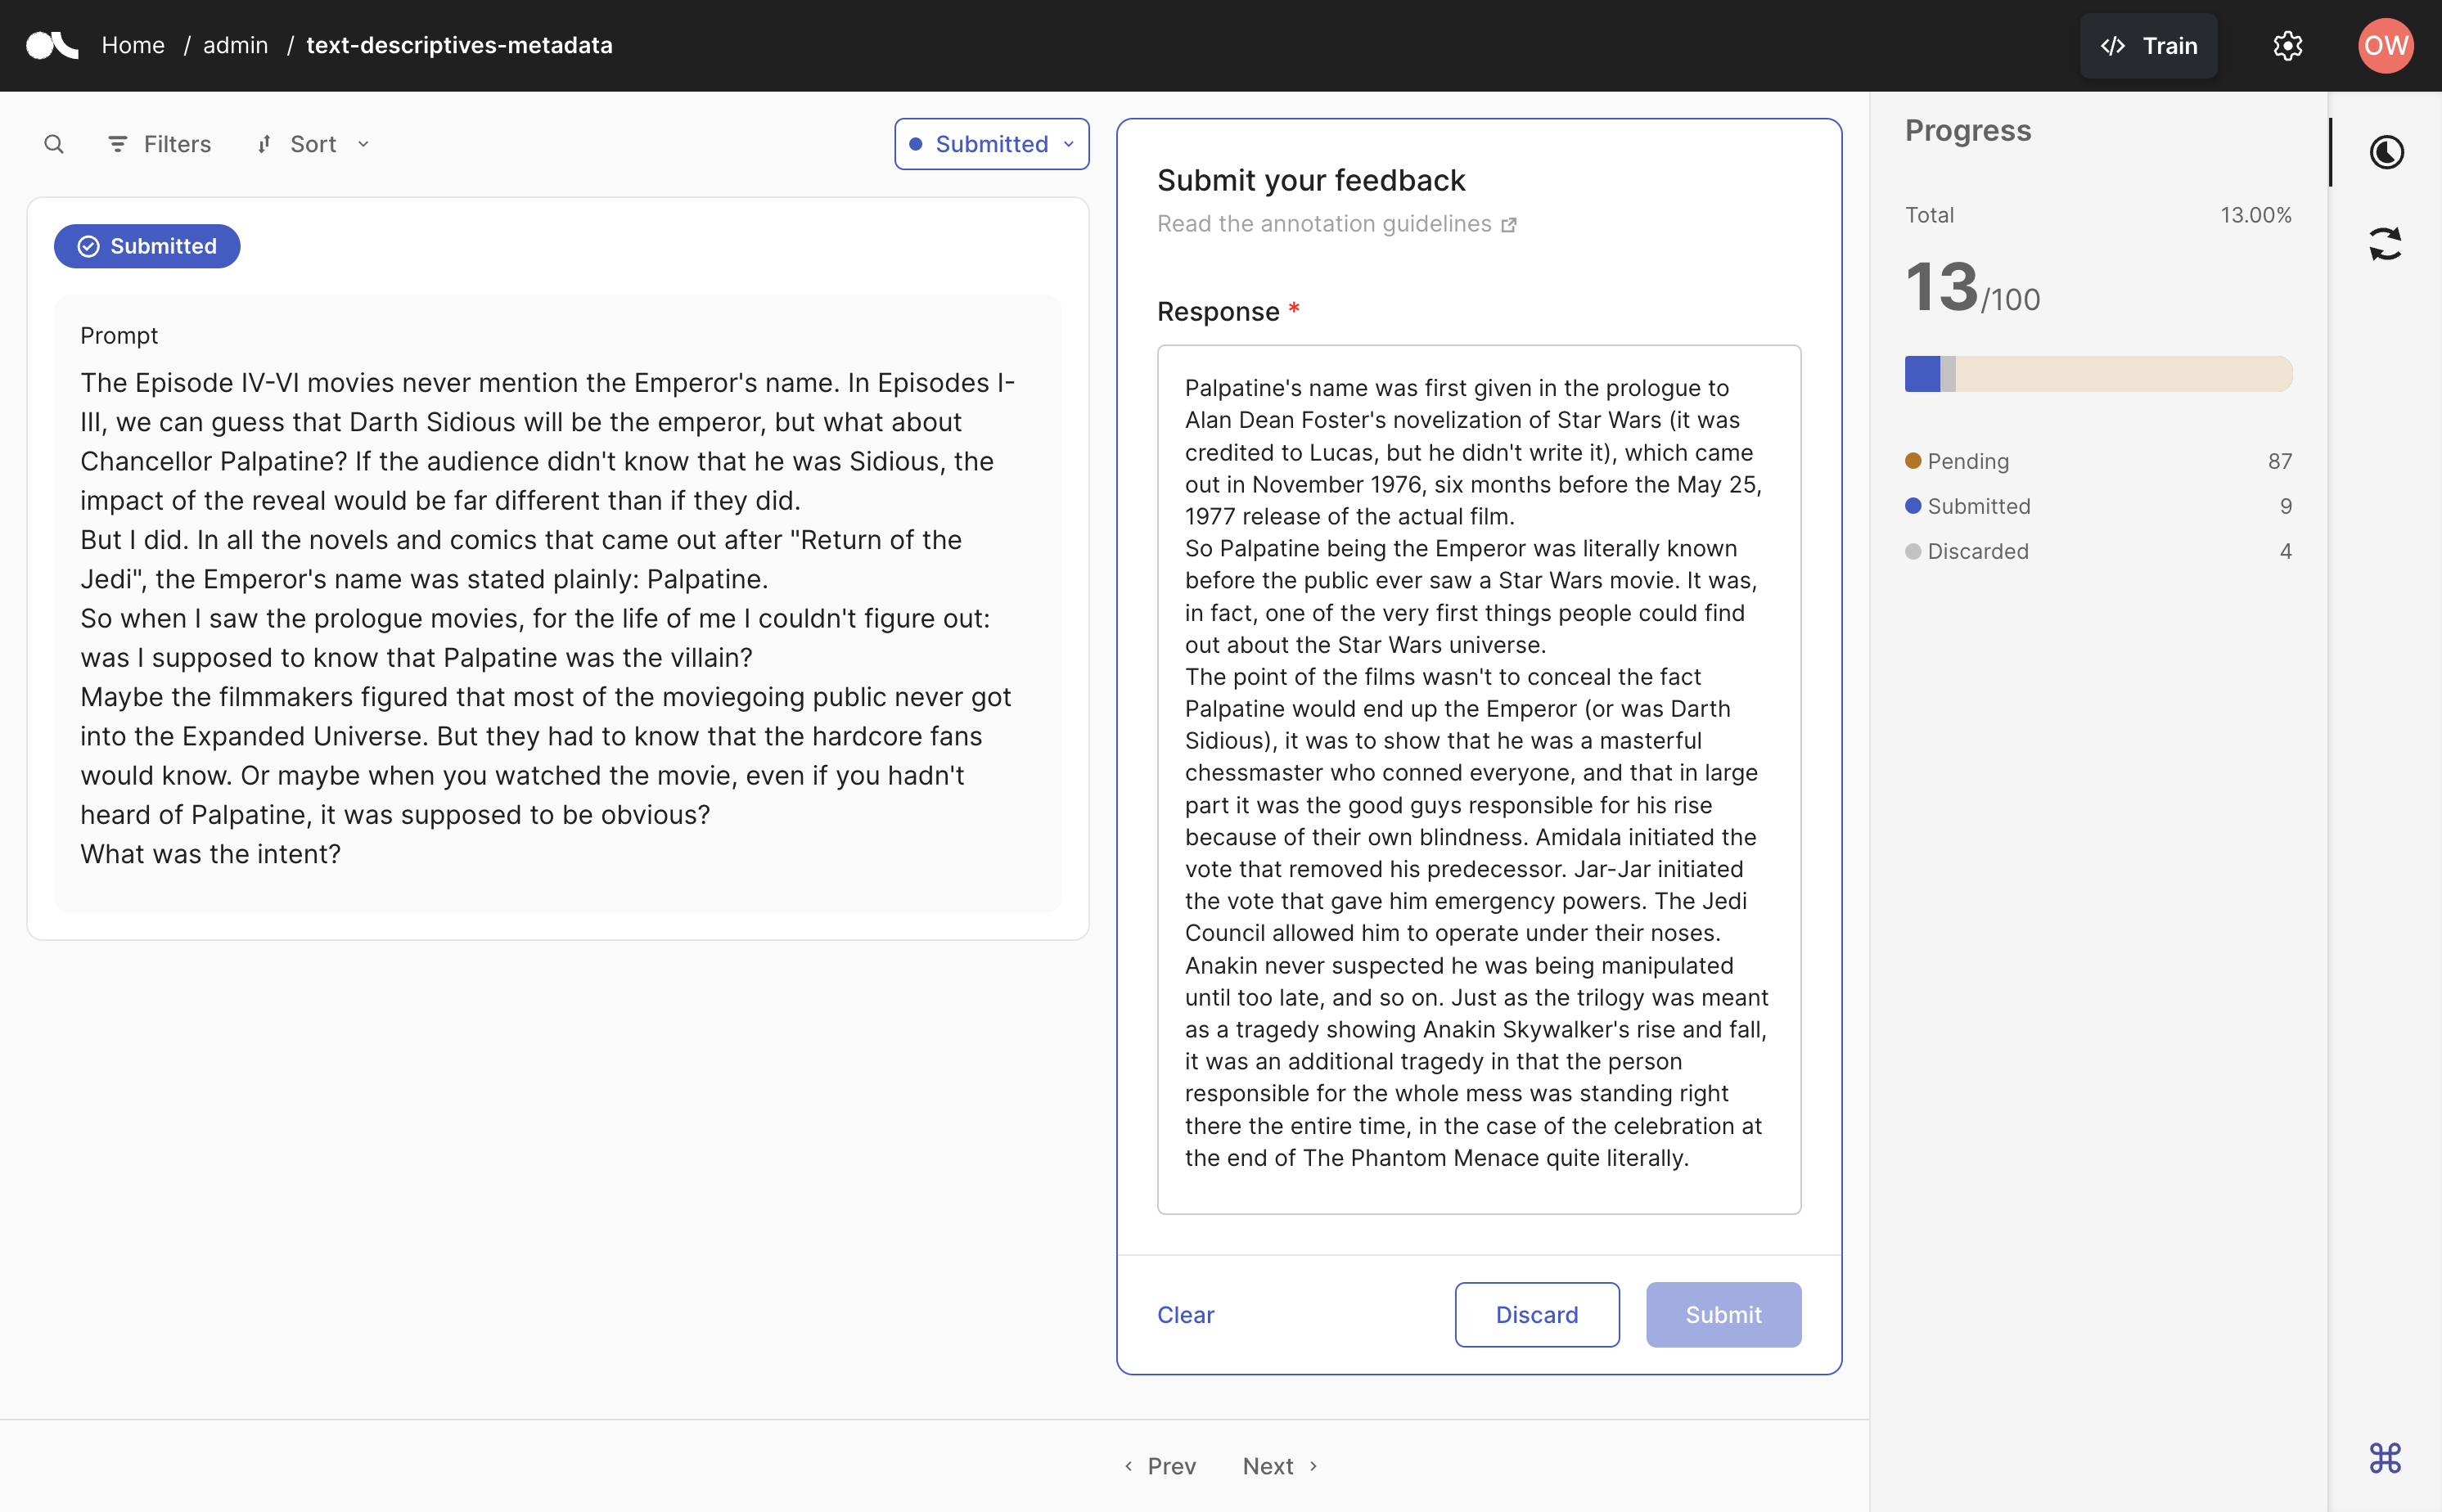 Home / admin / text-descriptives-metadata
Train
OW
Filters
Sort
Submitted
Submitted
Prompt
The Episode IV-VI movies never mention the Emperor's name. In Episodes I-
III, we can guess that Darth Sidious will be the emperor, but what about
Chancellor Palpatine? If the audience didn't know that he was Sidious, the
impact of the reveal would be far different than if they did.
But I did. In all the novels and comics that came out after "Return of the
Jedi", the Emperor's name was stated plainly: Palpatine.
So when I saw the prologue movies, for the life of me I couldn't figure out:
was I supposed to know that Palpatine was the villain?
Maybe the filmmakers figured that most of the moviegoing public never got
into the Expanded Universe. But they had to know that the hardcore fans
would know. Or maybe when you watched the movie, even if you hadn't
heard of Palpatine, it was supposed to be obvious?
What was the intent?
Submit your feedback
Read the annotation guidelines
Response *
Palpatine's name was first given in the prologue to
Alan Dean Foster's novelization of Star Wars (it was
credited to Lucas, but he didn't write it), which came
out in November 1976, six months before the May 25,
1977 release of the actual film.
So Palpatine being the Emperor was literally known
before the public ever saw a Star Wars movie. It was,
in fact, one of the very first things people could find
out about the Star Wars universe.
The point of the films wasn't to conceal the fact
Palpatine would end up the Emperor (or was Darth
Sidious), it was to show that he was a masterful
chessmaster who conned everyone, and that in large
part it was the good guys responsible for his rise
because of their own blindness. Amidala initiated the
vote that removed his predecessor. Jar-Jar initiated
the vote that gave him emergency powers. The Jedi
Council allowed him to operate under their noses.
Anakin never suspected he was being manipulated
until too late, and so on. Just as the trilogy was meant
as a tragedy showing Anakin Skywalker's rise and fall,
it was an additional tragedy in that the person
responsible for the whole mess was standing right
there the entire time, in the case of the celebration at
the end of The Phantom Menace quite literally.
Clear
Discard
Submit
Prev
Next
Progress
Total 13.00%
13/100
Pending 87
Submitted 9
Discarded 4